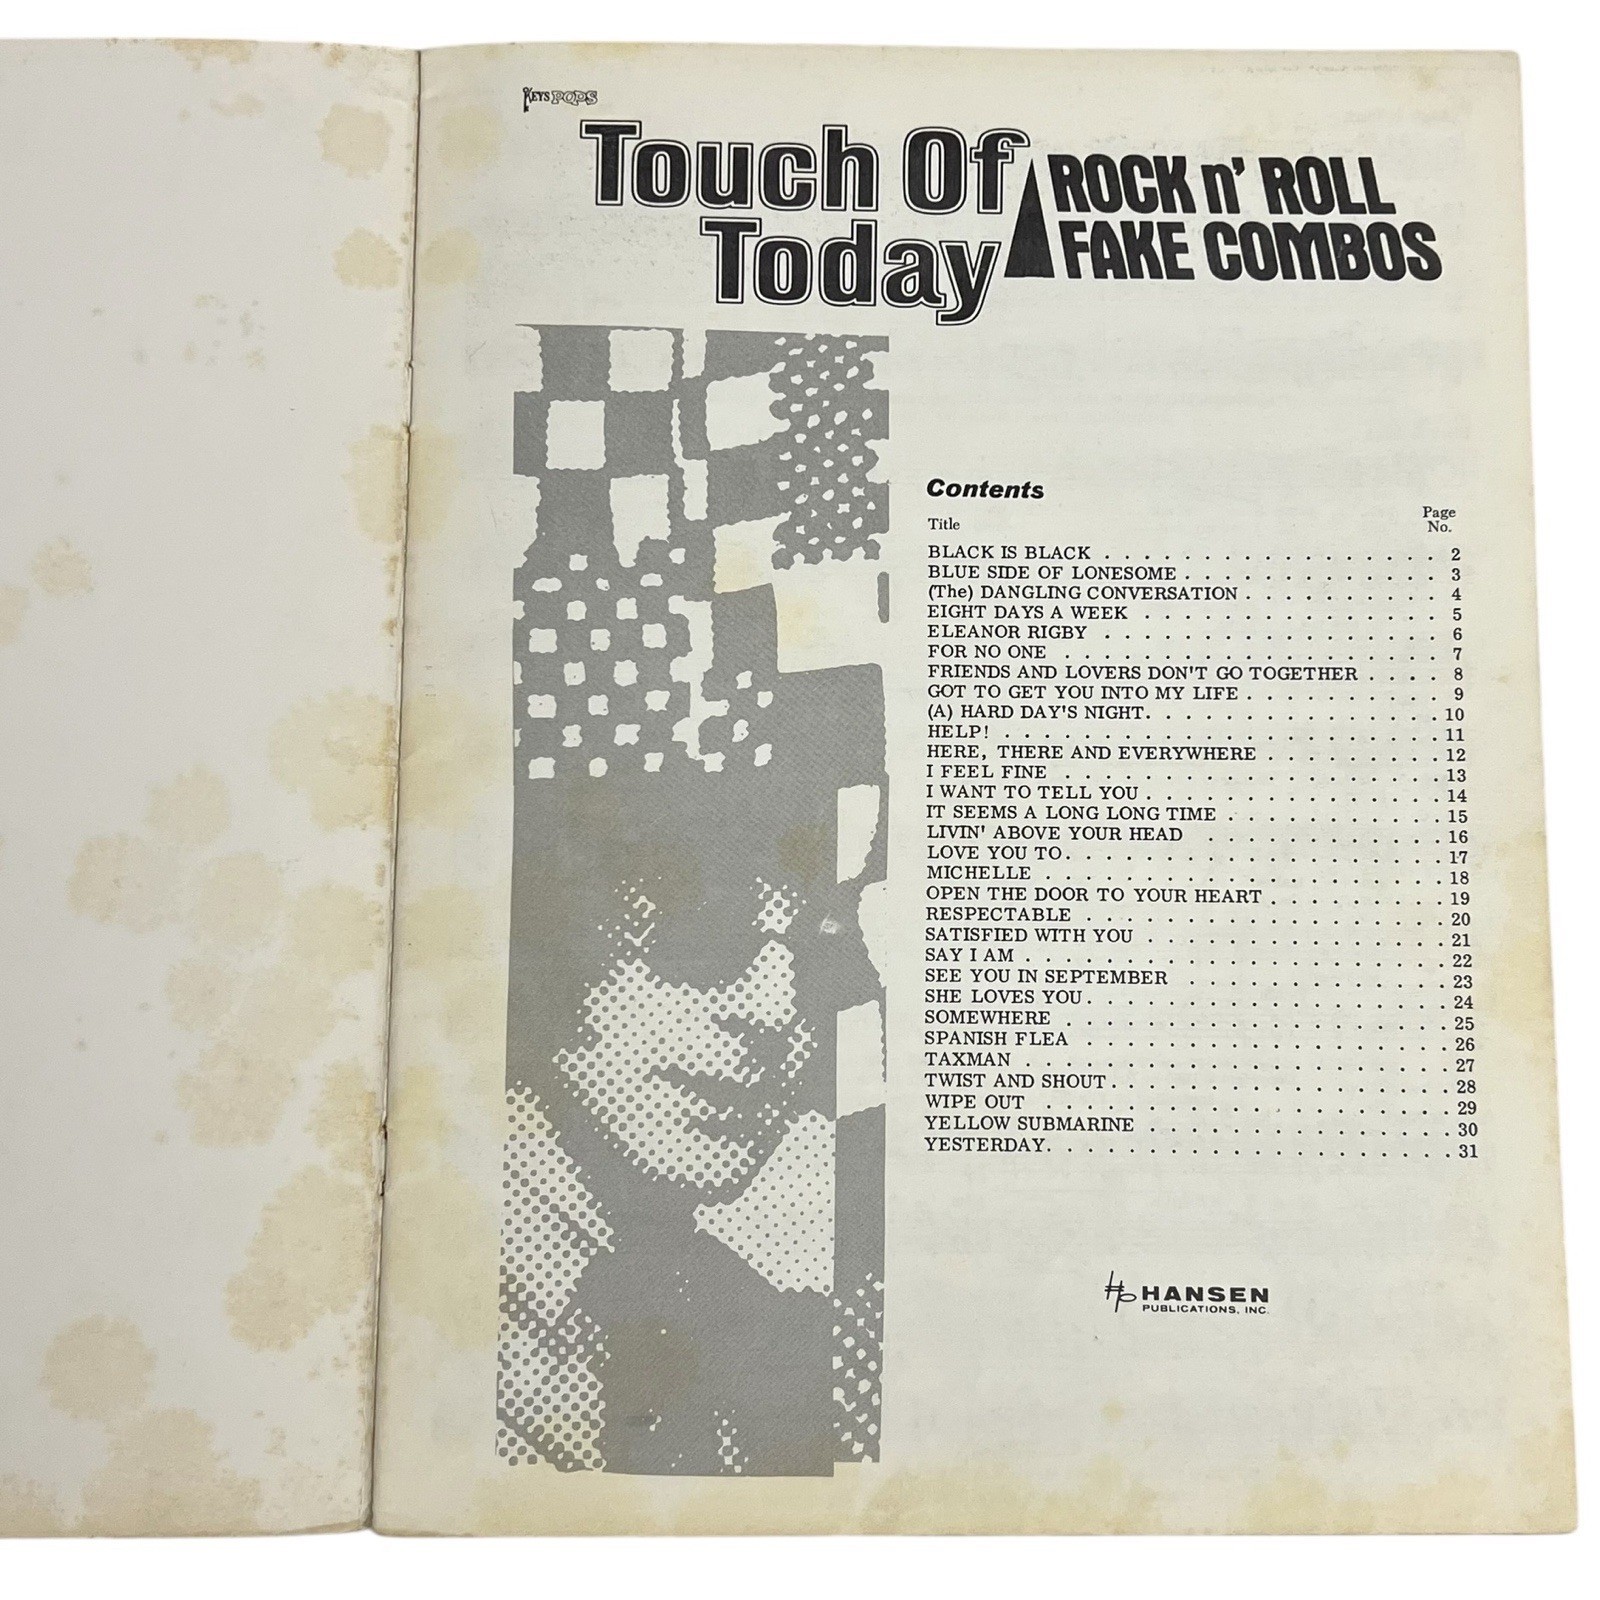 KEYS POPS
Touch Of
Today
ROCK n' ROLL
FAKE COMBOS
Contents
Title Page No.
BLACK IS BLACK . . . . . . . . . . . . . . . . . 2
BLUE SIDE OF LONESOME . . . . . . . . . . . . . 3
(The) DANGLING CONVERSATION . . . . . . . . . . 4
EIGHT DAYS A WEEK . . . . . . . . . . . . . . . 5
ELEANOR RIGBY . . . . . . . . . . . . . . . . . 6
FOR NO ONE . . . . . . . . . . . . . . . . . . . 7
FRIENDS AND LOVERS DON'T GO TOGETHER . . . . 8
GOT TO GET YOU INTO MY LIFE . . . . . . . . . . 9
(A) HARD DAY'S NIGHT. . . . . . . . . . . . . . . 10
HELP! . . . . . . . . . . . . . . . . . . . . . . 11
HERE, THERE AND EVERYWHERE . . . . . . . . . 12
I FEEL FINE . . . . . . . . . . . . . . . . . . . 13
I WANT TO TELL YOU . . . . . . . . . . . . . . . 14
IT SEEMS A LONG LONG TIME . . . . . . . . . . . 15
LIVIN' ABOVE YOUR HEAD . . . . . . . . . . . . 16
LOVE YOU TO. . . . . . . . . . . . . . . . . . . 17
MICHELLE . . . . . . . . . . . . . . . . . . . . 18
OPEN THE DOOR TO YOUR HEART . . . . . . . . . 19
RESPECTABLE . . . . . . . . . . . . . . . . . . 20
SATISFIED WITH YOU . . . . . . . . . . . . . . . 21
SAY I AM . . . . . . . . . . . . . . . . . . . . . 22
SEE YOU IN SEPTEMBER . . . . . . . . . . . . . 23
SHE LOVES YOU. . . . . . . . . . . . . . . . . . 24
SOMEWHERE . . . . . . . . . . . . . . . . . . . 25
SPANISH FLEA . . . . . . . . . . . . . . . . . . 26
TAXMAN . . . . . . . . . . . . . . . . . . . . . 27
TWIST AND SHOUT. . . . . . . . . . . . . . . . . 28
WIPE OUT . . . . . . . . . . . . . . . . . . . . 29
YELLOW SUBMARINE . . . . . . . . . . . . . . . 30
YESTERDAY. . . . . . . . . . . . . . . . . . . . 31
HP HANSEN
PUBLICATIONS, INC.